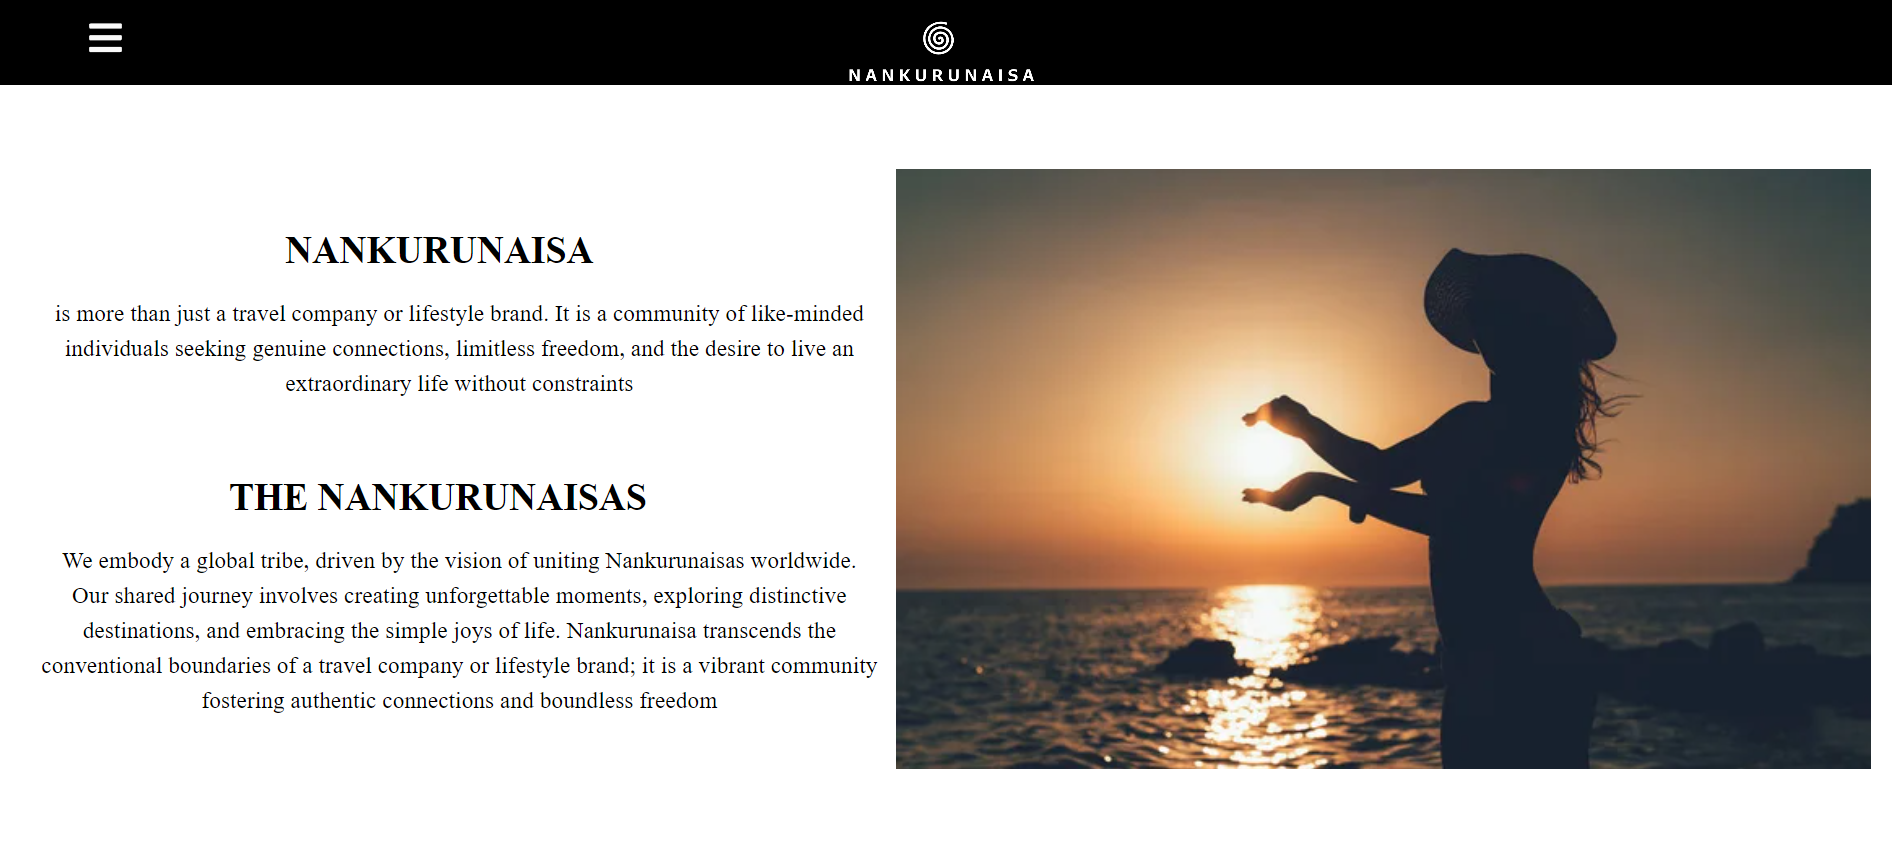 NANKURUNAISA
NANKURUNAISA
is more than just a travel company or lifestyle brand. It is a community of like-minded
individuals seeking genuine connections, limitless freedom, and the desire to live an
extraordinary life without constraints
THE NANKURUNAISAS
We embody a global tribe, driven by the vision of uniting Nankurunaisas worldwide.
Our shared journey involves creating unforgettable moments, exploring distinctive
destinations, and embracing the simple joys of life. Nankurunaisa transcends the
conventional boundaries of a travel company or lifestyle brand; it is a vibrant community
fostering authentic connections and boundless freedom